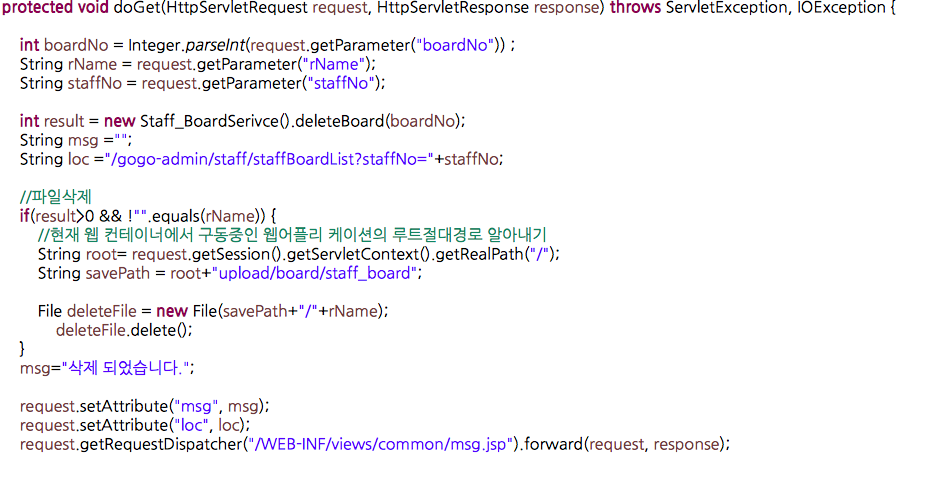 protected void doGet(HttpServletRequest request, HttpServletResponse response) throws ServletException, IOException {
int boardNo = Integer.parseInt(request.getParameter("boardNo")) ;
String rName = request.getParameter("rName");
String staffNo = request.getParameter("staffNo");
int result = new Staff_BoardSerivce().deleteBoard(boardNo);
String msg ="";
String loc ="/gogo-admin/staff/staffBoardList?staffNo="+staffNo;
//파일삭제
if(result>0 && !"".equals(rName)) {
//현재 웹 컨테이너에서 구동중인 웹어플리 케이션의 루트절대경로 알아내기
String root= request.getSession().getServletContext().getRealPath("/");
String savePath = root+"upload/board/staff_board";
File deleteFile = new File(savePath+"/"+rName);
deleteFile.delete();
}
msg="삭제 되었습니다.";
request.setAttribute("msg", msg);
request.setAttribute("loc", loc);
request.getRequestDispatcher("/WEB-INF/views/common/msg.jsp").forward(request, response);